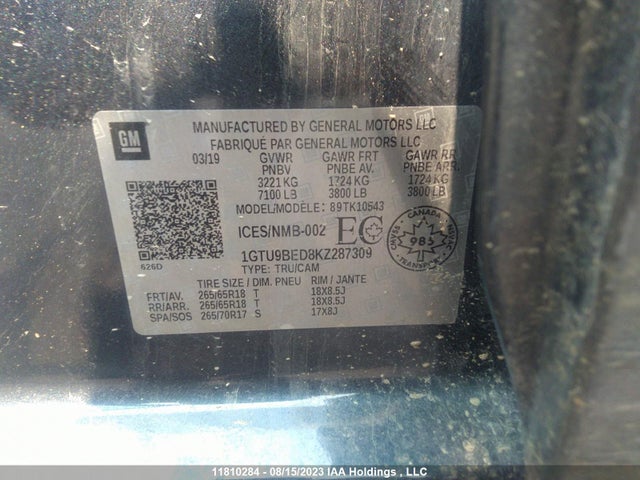 GM
MANUFACTURED BY GENERAL MOTORS LLC
FABRIQUÉ PAR GENERAL MOTORS LLC
03/19 GVWR GAWR FRT GAWR RR
PNBV PNBE AV. PNBE ARR.
3221 KG 1724 KG 1724 KG
7100 LB 3800 LB 3800 LB
MODEL/MODÈLE: 89TK10543
ICES/NMB-002 EC
CANADA
983
TRANSPORT
626D
1GTU9BED8KZ287309
TYPE: TRU/CAM
TIRE SIZE / DIM. PNEU RIM / JANTE
FRT/AV. 265/65R18 T 18X8.5J
RR/ARR. 265/65R18 T 18X8.5J
SPA/SOS 265/70R17 S 17X8J
11810284 - 08/15/2023 IAA Holdings , LLC